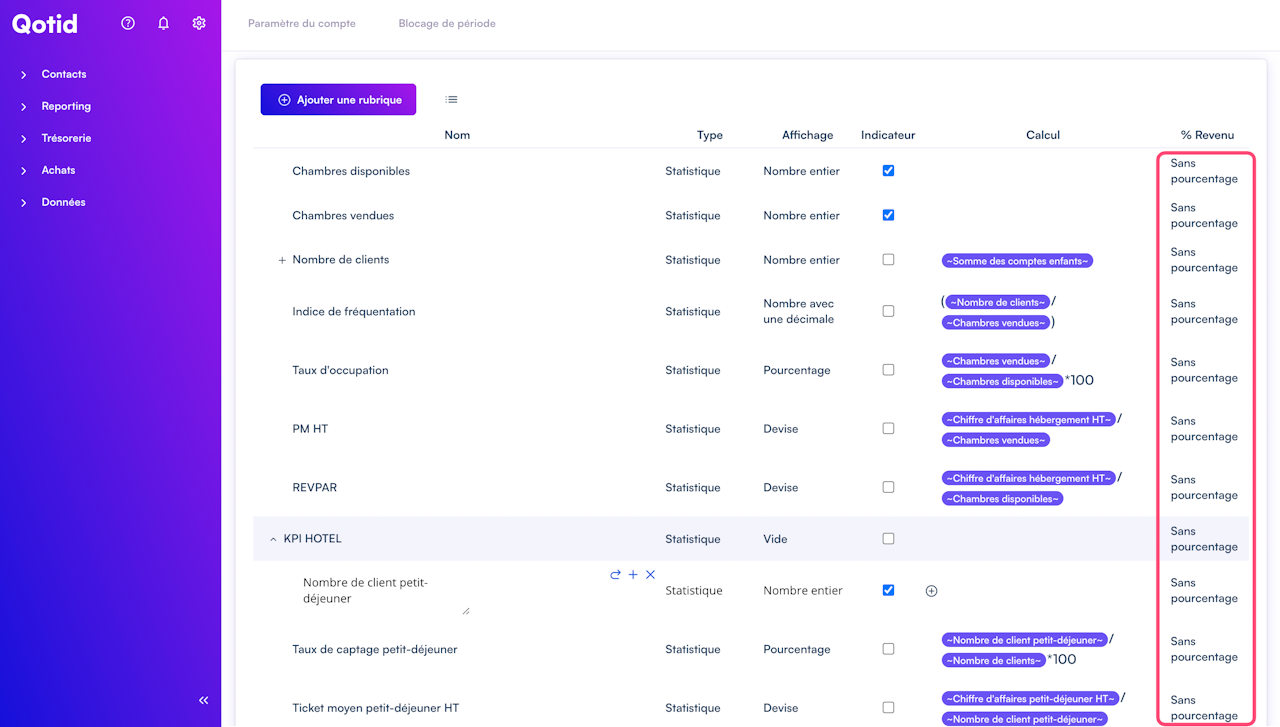 Qotid
Paramètre du compte
Blocage de période
Contacts
Reporting
Trésorerie
Achats
Données
Ajouter une rubrique
Nom Type Affichage Indicateur Calcul % Revenu
Chambres disponibles Statistique Nombre entier Sans
pourcentage
Chambres vendues Statistique Nombre entier Sans
pourcentage
+ Nombre de clients Statistique Nombre entier ~Somme des comptes enfants~ Sans
pourcentage
Indice de fréquentation Statistique Nombre avec
une décimale
( ~Nombre de clients~ /
~Chambres vendues~ )
Sans
pourcentage
Taux d'occupation Statistique Pourcentage
~Chambres vendues~ /
~Chambres disponibles~ *100
Sans
pourcentage
PM HT Statistique Devise
~Chiffre d'affaires hébergement HT~ /
~Chambres vendues~
Sans
pourcentage
REVPAR Statistique Devise
~Chiffre d'affaires hébergement HT~ /
~Chambres disponibles~
Sans
pourcentage
KPI HOTEL Statistique Vide Sans
pourcentage
Nombre de client petit-
déjeuner
Statistique Nombre entier Sans
pourcentage
Taux de captage petit-déjeuner Statistique Pourcentage
~Nombre de client petit-déjeuner~ /
~Nombre de clients~ *100
Sans
pourcentage
Ticket moyen petit-déjeuner HT Statistique Devise
~Chiffre d'affaires petit-déjeuner HT~ /
~Nombre de client petit-déjeuner~
Sans
pourcentage